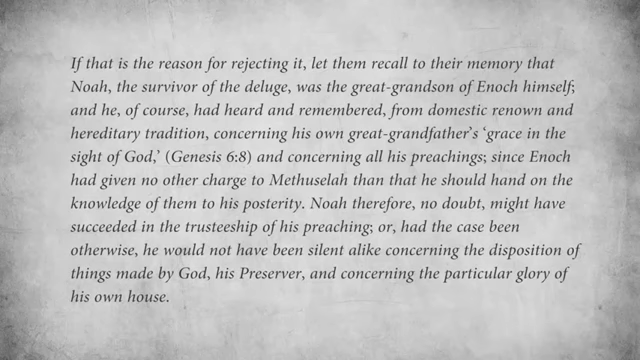 If that is the reason for rejecting it, let them recall to their memory that
Noah, the survivor of the deluge, was the great-grandson of Enoch himself;
and he, of course, had heard and remembered, from domestic renown and
hereditary tradition, concerning his own great-grandfather's ‘grace in the
sight of God,’ (Genesis 6:8) and concerning all his preachings; since Enoch
had given no other charge to Methuselah than that he should hand on the
knowledge of them to his posterity. Noah therefore, no doubt, might have
succeeded in the trusteeship of his preaching; or, had the case been
otherwise, he would not have been silent alike concerning the disposition of
things made by God, his Preserver, and concerning the particular glory of
his own house.